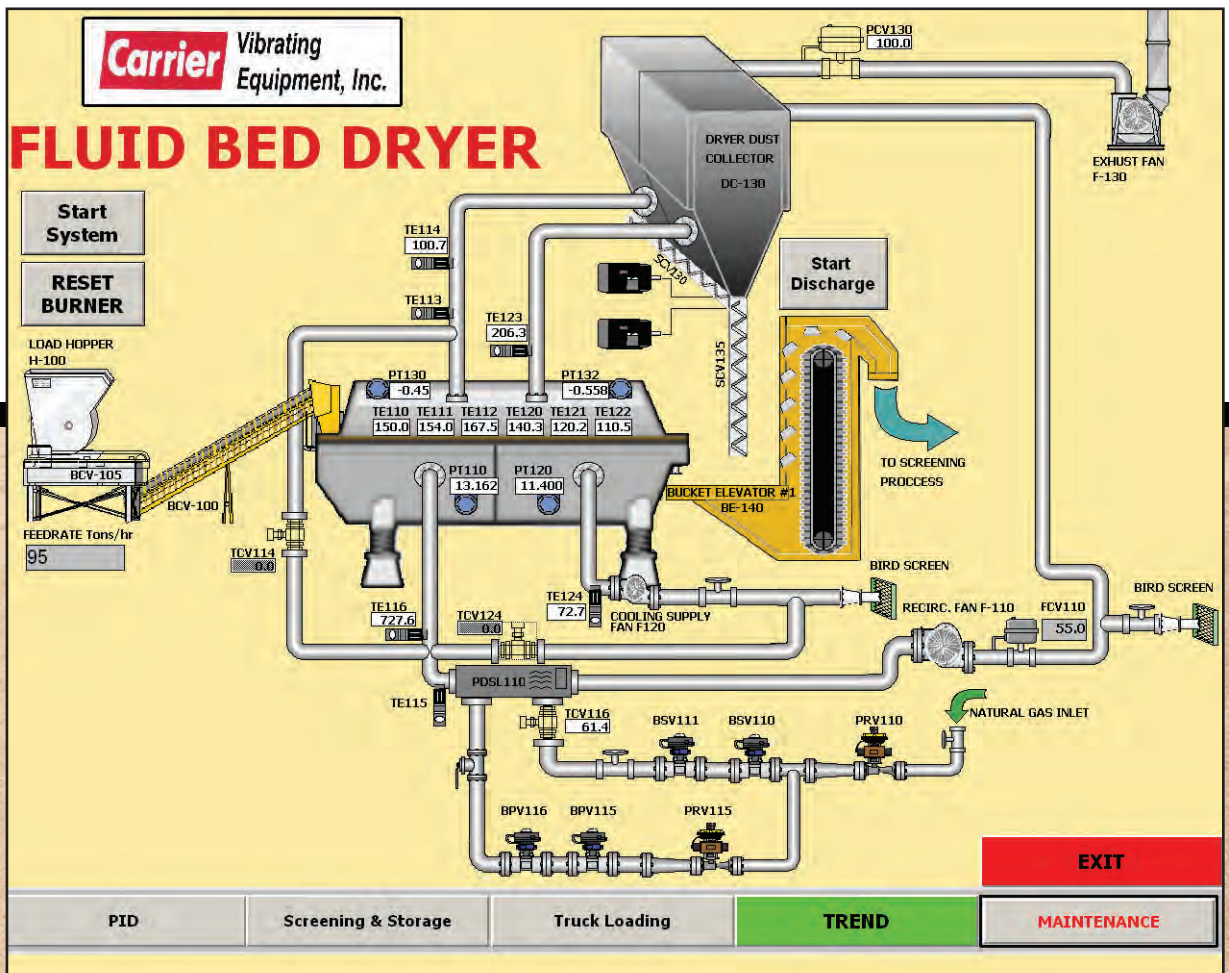 Carrier Vibrating
Equipment, Inc.
FLUID BED DRYER
PCV130
100.0
DRYER DUST
COLLECTOR
DC-130
EXHUST FAN
F-130
Start
System
RESET
BURNER
TE114
100.7
TE113
SCV130
Start
Discharge
TE123
206.3
LOAD HOPPER
H-100
SCV135
PT130
-0.45
PT132
-0.558
TE110 TE111 TE112 TE120 TE121 TE122
150.0 154.0 167.5 140.3 120.2 110.5
TO SCREENING
PROCCESS
BCV-105
PT110
13.162
PT120
11.400
BUCKET ELEVATOR #1
BE-140
BCV-100
FEEDRATE Tons/hr
95
TCV114
0.0
BIRD SCREEN
BIRD SCREEN
TE124
72.7
COOLING SUPPLY
FAN F120
RECIRC. FAN F-110
FCV110
55.0
TE116
727.6
TCV124
0.0
PDSL110
TE115
TCV116
61.4
BSV111
BSV110
PRV110
NATURAL GAS INLET
BPV116
BPV115
PRV115
EXIT
PID
Screening & Storage
Truck Loading
TREND
MAINTENANCE